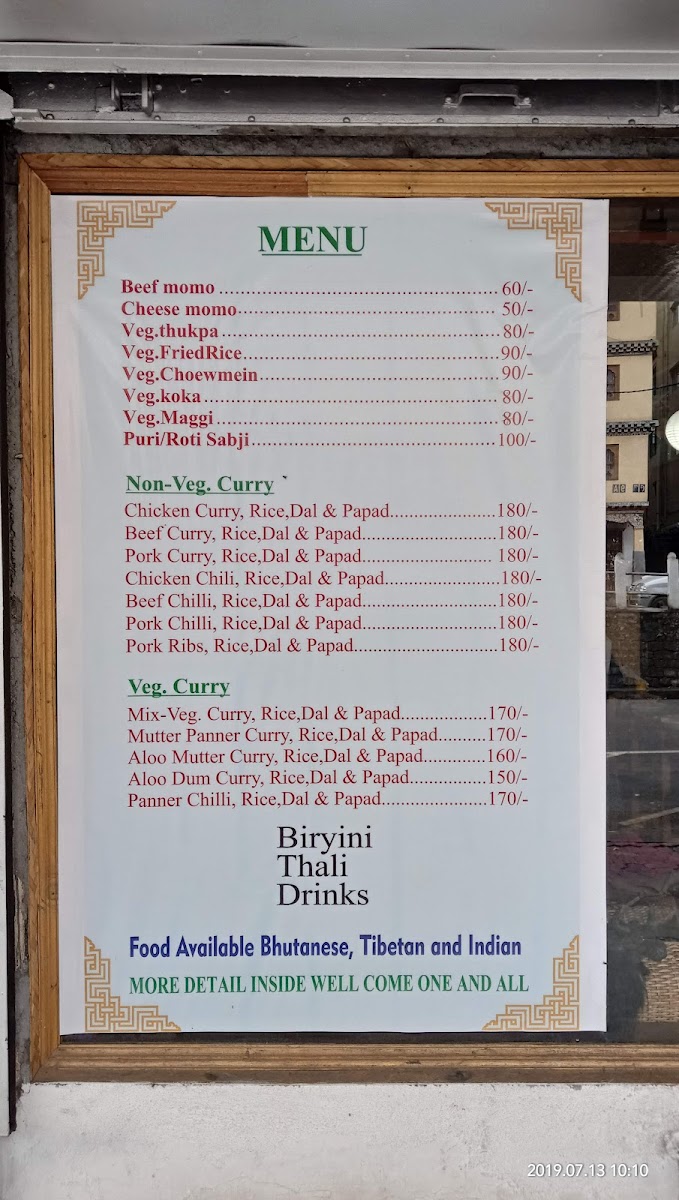 MENU
Beef momo ............................................................ 60/-
Cheese momo............................................................ 50/-
Veg.thukpa ............................................................ 80/-
Veg.FriedRice............................................................90/-
Veg.Choewmein............................................................90/-
Veg.koka............................................................ 80/-
Veg.Maggi ............................................................80/-
Puri/Roti Sabji............................................................100/-
Non-Veg. Curry
Chicken Curry, Rice,Dal & Papad.......................180/-
Beef Curry, Rice,Dal & Papad.............................180/-
Pork Curry, Rice,Dal & Papad............................ 180/-
Chicken Chili, Rice,Dal & Papad.........................180/-
Beef Chilli, Rice,Dal & Papad.............................180/-
Pork Chilli, Rice,Dal & Papad.............................180/-
Pork Ribs, Rice,Dal & Papad...............................180/-
Veg. Curry
Mix-Veg. Curry, Rice,Dal & Papad..................170/-
Mutter Panner Curry, Rice,Dal & Papad..........170/-
Aloo Mutter Curry, Rice,Dal & Papad.............160/-
Aloo Dum Curry, Rice,Dal & Papad................150/-
Panner Chilli, Rice,Dal & Papad......................170/-
Biryini
Thali
Drinks
Food Available Bhutanese, Tibetan and Indian
MORE DETAIL INSIDE WELL COME ONE AND ALL
2019.07.13 10:10